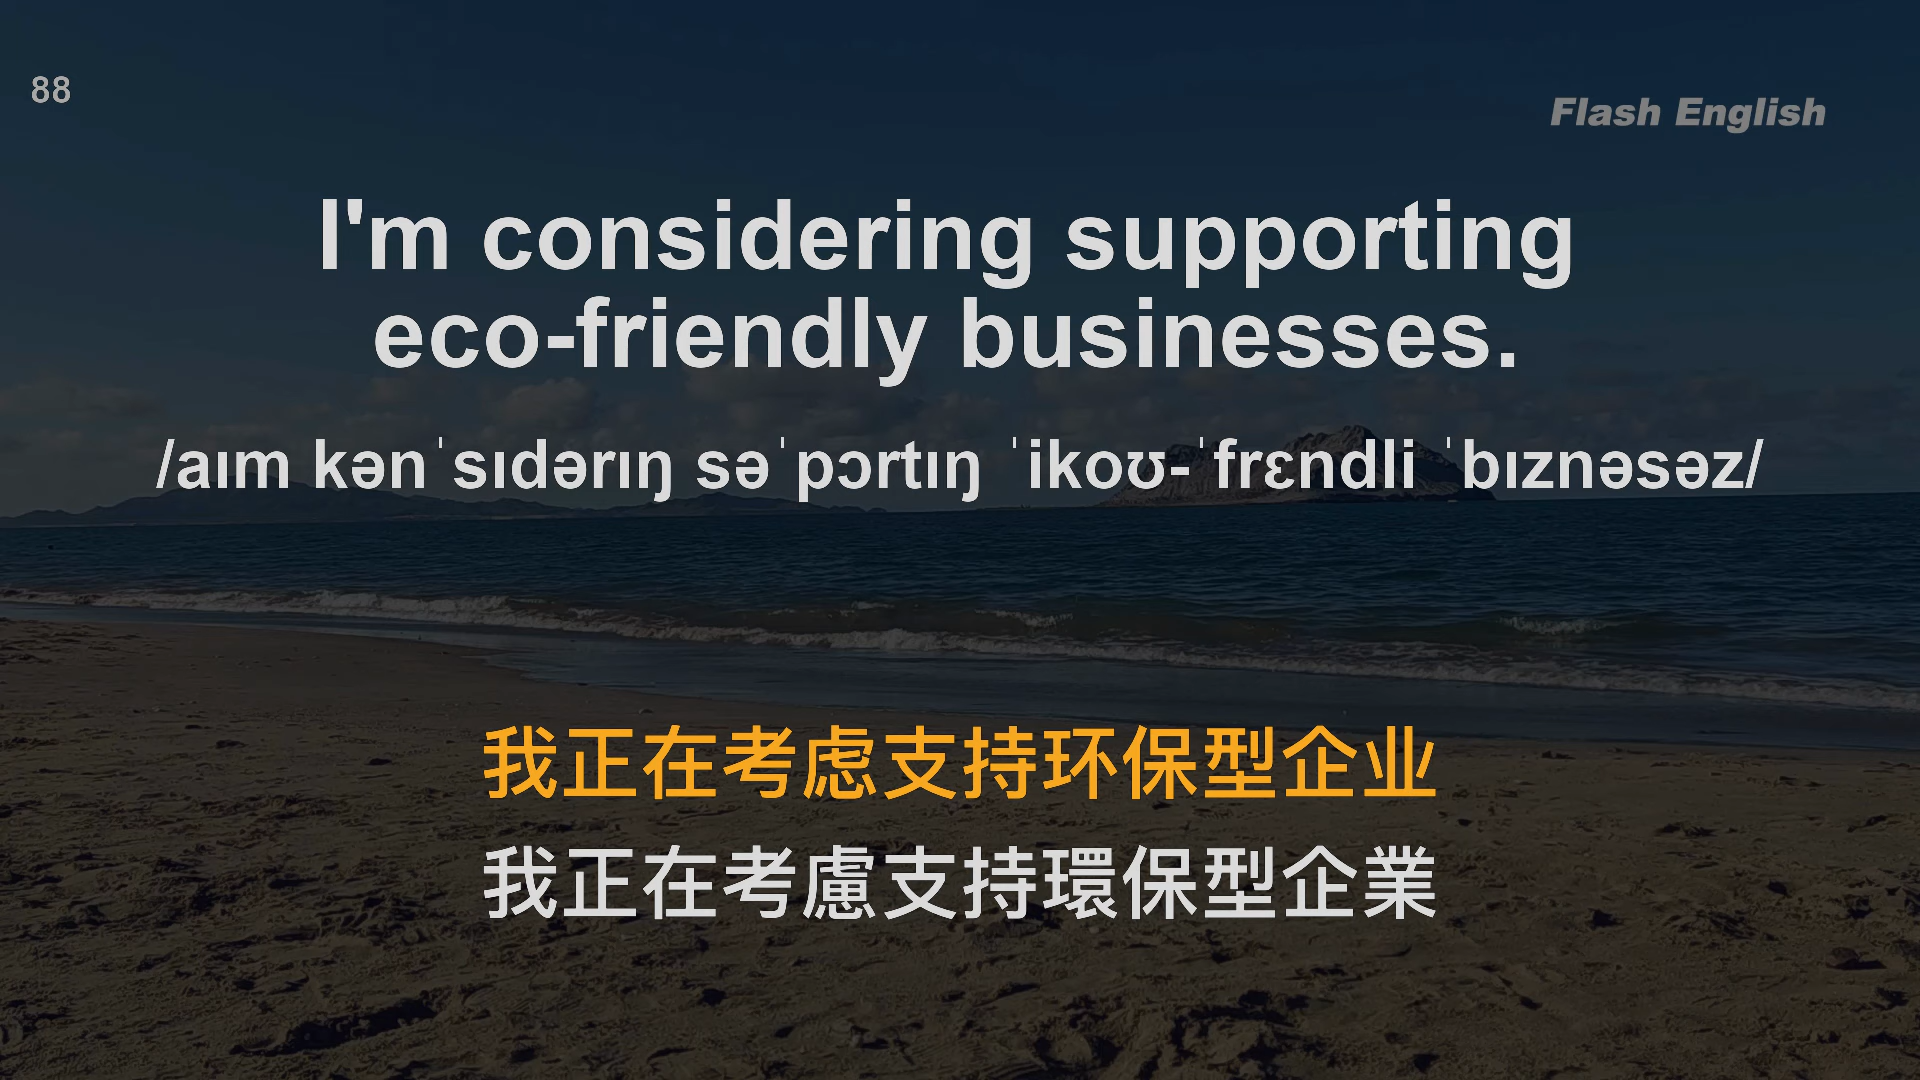 88
Flash English
I'm considering supporting
eco-friendly businesses.
/aɪm kənˈsɪdərɪŋ səˈpɔrtɪŋ ˈikoʊ-ˈfrɛndli ˈbɪznəsəz/
我正在考虑支持环保型企业
我正在考慮支持環保型企業